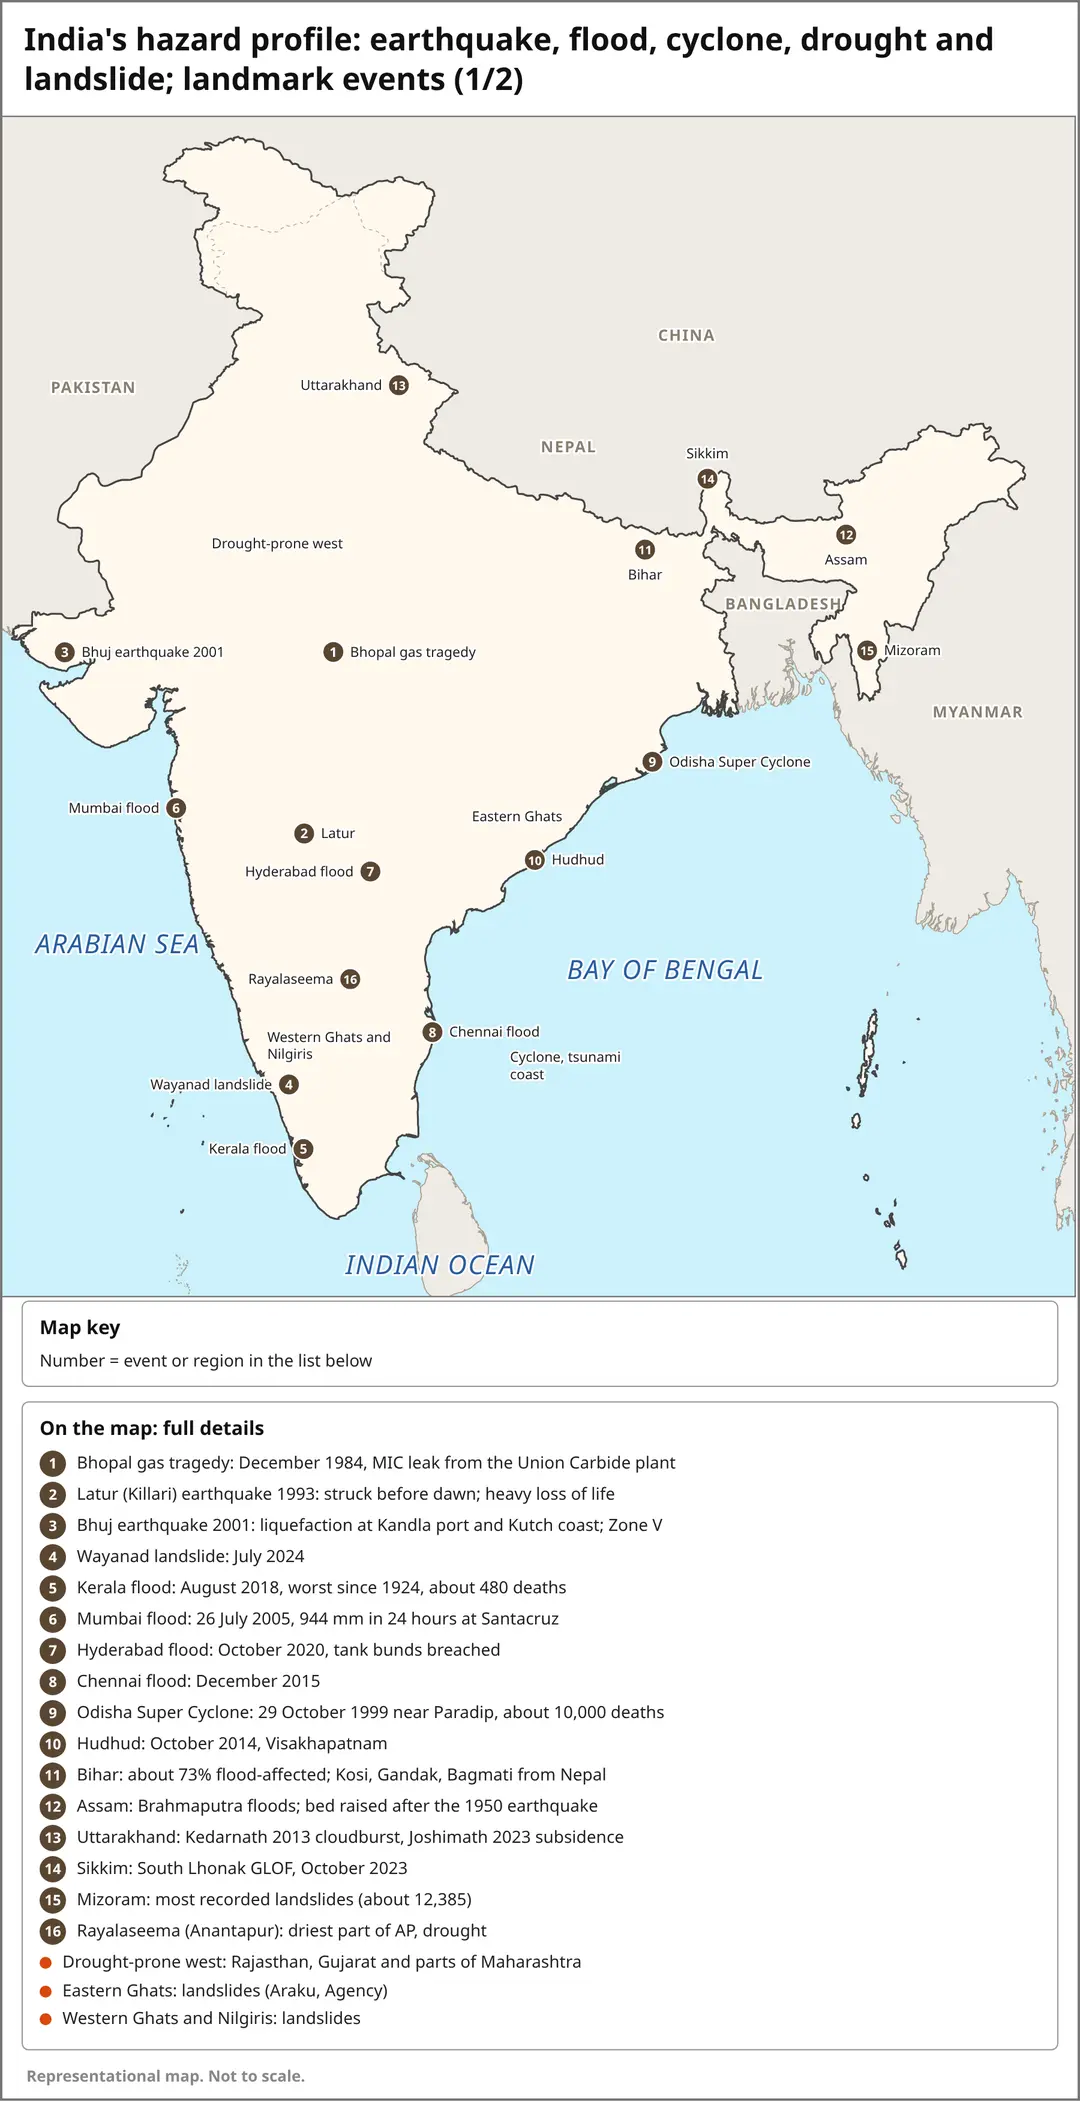 India's hazard profile: earthquake, flood, cyclone, drought and
landslide; landmark events (1/2)
CHINA
PAKISTAN
Uttarakhand 13
NEPAL
Sikkim
14
Drought-prone west
11
Bihar
12
Assam
BANGLADESH
3 Bhuj earthquake 2001
1 Bhopal gas tragedy
15 Mizoram
MYANMAR
9 Odisha Super Cyclone
Mumbai flood 6
Eastern Ghats
2 Latur
10 Hudhud
Hyderabad flood 7
ARABIAN SEA
BAY OF BENGAL
Rayalaseema 16
8 Chennai flood
Western Ghats and
Nilgiris
Cyclone, tsunami
coast
Wayanad landslide 4
Kerala flood 5
INDIAN OCEAN
Map key
Number = event or region in the list below
On the map: full details
1 Bhopal gas tragedy: December 1984, MIC leak from the Union Carbide plant
2 Latur (Killari) earthquake 1993: struck before dawn; heavy loss of life
3 Bhuj earthquake 2001: liquefaction at Kandla port and Kutch coast; Zone V
4 Wayanad landslide: July 2024
5 Kerala flood: August 2018, worst since 1924, about 480 deaths
6 Mumbai flood: 26 July 2005, 944 mm in 24 hours at Santacruz
7 Hyderabad flood: October 2020, tank bunds breached
8 Chennai flood: December 2015
9 Odisha Super Cyclone: 29 October 1999 near Paradip, about 10,000 deaths
10 Hudhud: October 2014, Visakhapatnam
11 Bihar: about 73% flood-affected; Kosi, Gandak, Bagmati from Nepal
12 Assam: Brahmaputra floods; bed raised after the 1950 earthquake
13 Uttarakhand: Kedarnath 2013 cloudburst, Joshimath 2023 subsidence
14 Sikkim: South Lhonak GLOF, October 2023
15 Mizoram: most recorded landslides (about 12,385)
16 Rayalaseema (Anantapur): driest part of AP, drought
Drought-prone west: Rajasthan, Gujarat and parts of Maharashtra
Eastern Ghats: landslides (Araku, Agency)
Western Ghats and Nilgiris: landslides
Representational map. Not to scale.